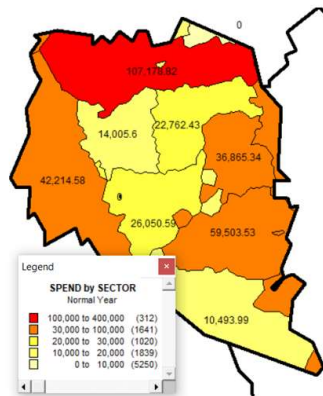 0
107,178.82
14,005.6
22,762.43
36,865.34
42,214.58
26,050.59
59,503.53
10,493.99
Legend
SPEND by SECTOR
Normal Year
100,000 to 400,000 (312)
30,000 to 100,000 (1641)
20,000 to 30,000 (1020)
10,000 to 20,000 (1839)
0 to 10,000 (5250)